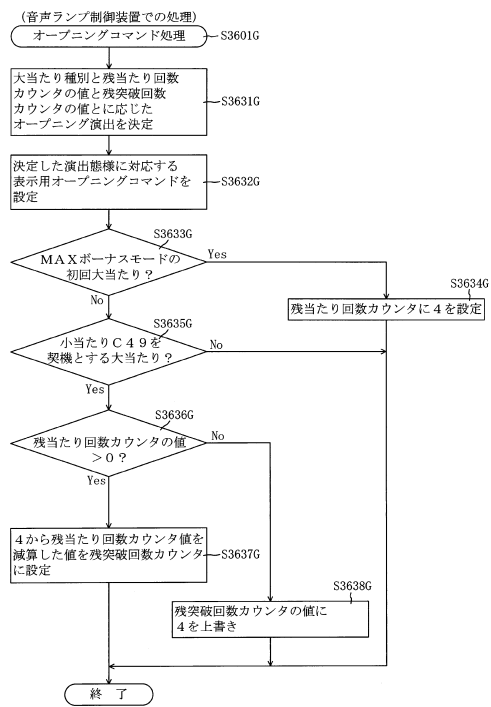 (音声ランプ制御装置での処理)
オープニングコマンド処理
S3601G
大当たり種別と残当たり回数
カウンタの値と残突破回数
カウンタの値とに応じた
オープニング演出を決定
S3631G
決定した演出態様に対応する
表示用オープニングコマンドを
設定
S3632G
S3633G
MAXボーナスモードの
初回大当たり?
Yes
No
S3634G
残当たり回数カウンタに4を設定
S3635G
小当たりC49を
契機とする大当たり?
No
Yes
S3636G
残当たり回数カウンタの値
>0?
No
Yes
4から残当たり回数カウンタ値を
減算した値を残突破回数カウンタ
に設定
S3637G
S3638G
残突破回数カウンタの値に
4を上書き
終 了